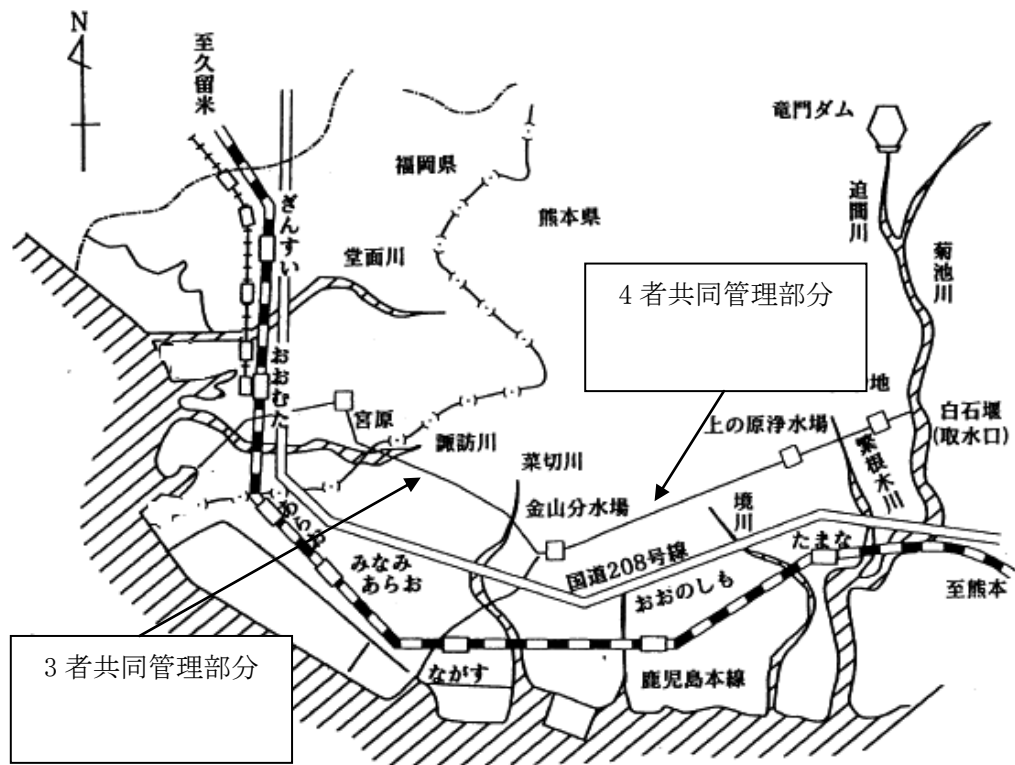 N
至久留米
竜門ダム
福岡県
迫間川
ぎんすい
熊本県
菊池川
堂面川
4者共同管理部分
おおむた
地
宮原
白石堰
(取水口)
上の原浄水場
諏訪川
繁根木川
菜切川
金山分水場
境川
あらお
たまな
国道208号線
みなみ
あらお
おおのしも
至熊本
3者共同管理部分
ながす
鹿児島本線